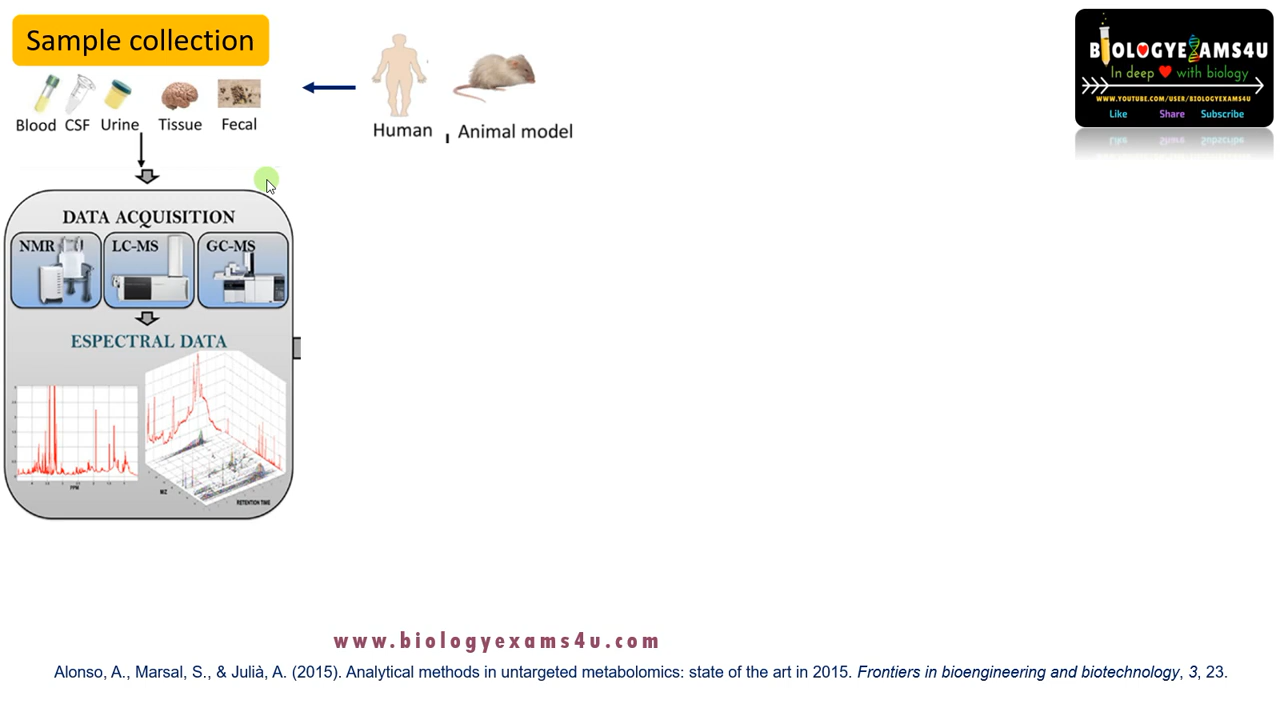 Sample collection
Blood CSF Urine Tissue Fecal
Human , Animal model
BIOLOGYEXAMS4U
In deep with biology
WWW.YOUTUBE.COM/USER/BIOLOGYEXAMS4U
Like Share Subscribe
DATA ACQUISITION
NMR LC-MS GC-MS
ESPECTRAL DATA
PPM
M/Z
RETENTION TIME
www.biologyexams4u.com
Alonso, A., Marsal, S., & Julià, A. (2015). Analytical methods in untargeted metabolomics: state of the art in 2015. Frontiers in bioengineering and biotechnology, 3, 23.